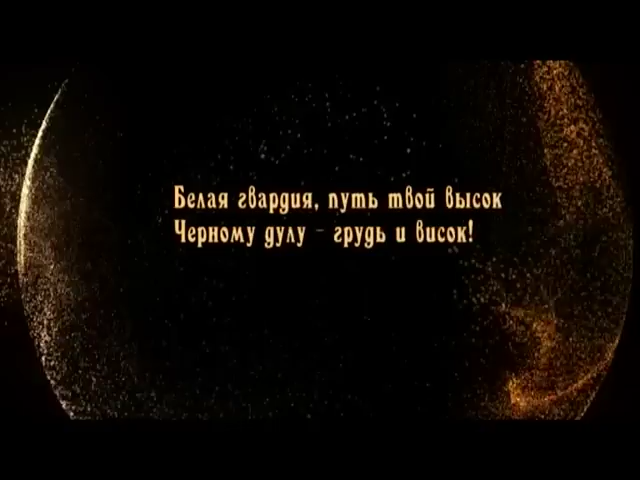 Белая гвардия, путь твой высок
Черному дулу - грудь и висок!